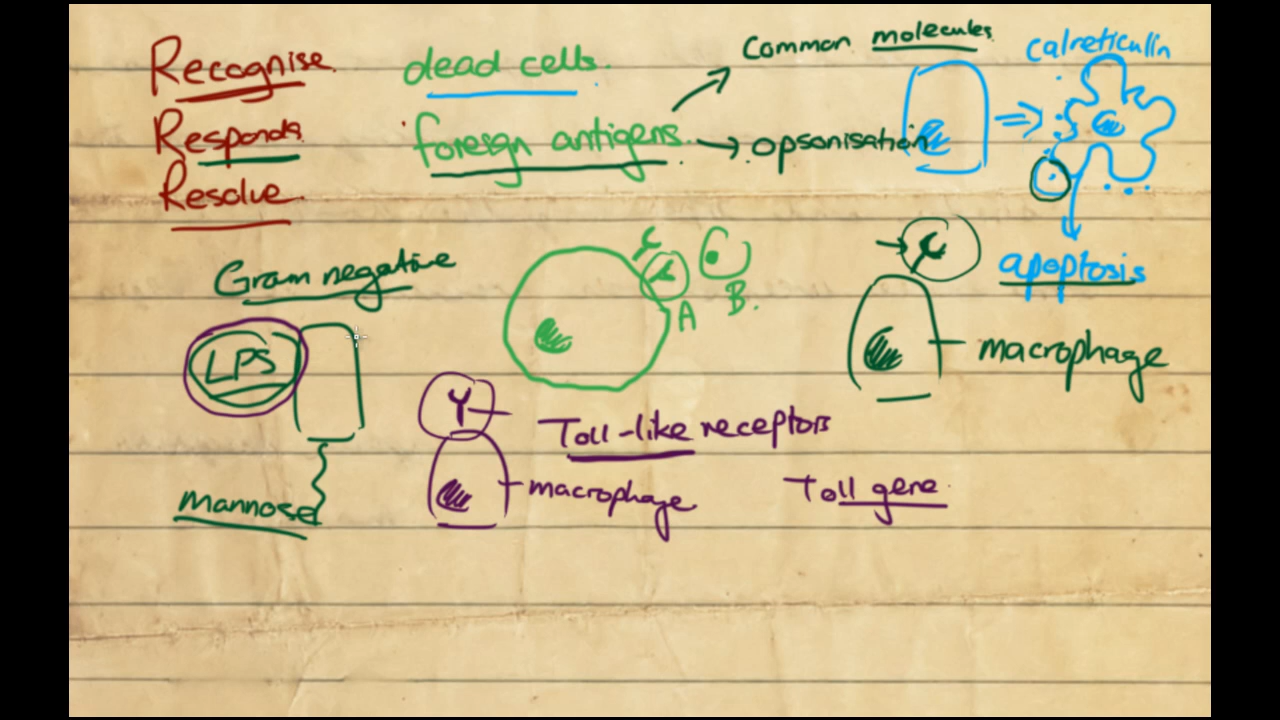 Recognise
Responds
Resolve
dead cells
foreign antigens
Common molecules
opsonisation
calreticulin
apoptosis
Gram negative
LPS
mannose
A
B.
macrophage
Y
Toll-like receptors
macrophage
Toll gene